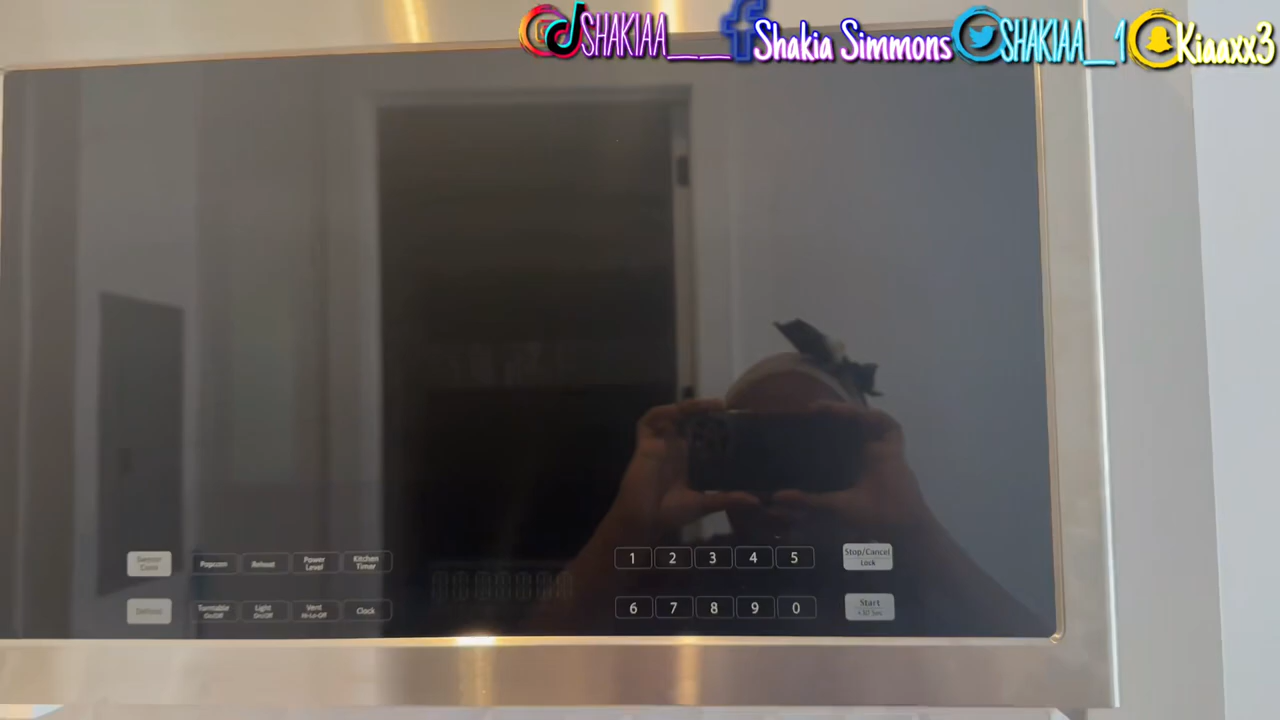 SHAKIAA___ Shakia Simmons SHAKIAA_1 Kiaaxx3
Sensor Cook Popcorn Reheat Power Level Kitchen Timer 1 2 3 4 5 Stop/Cancel Lock
Defrost Turntable On/Off Light On/Off Vent Hi-Lo-Off Clock 6 7 8 9 0 Start +30 Sec